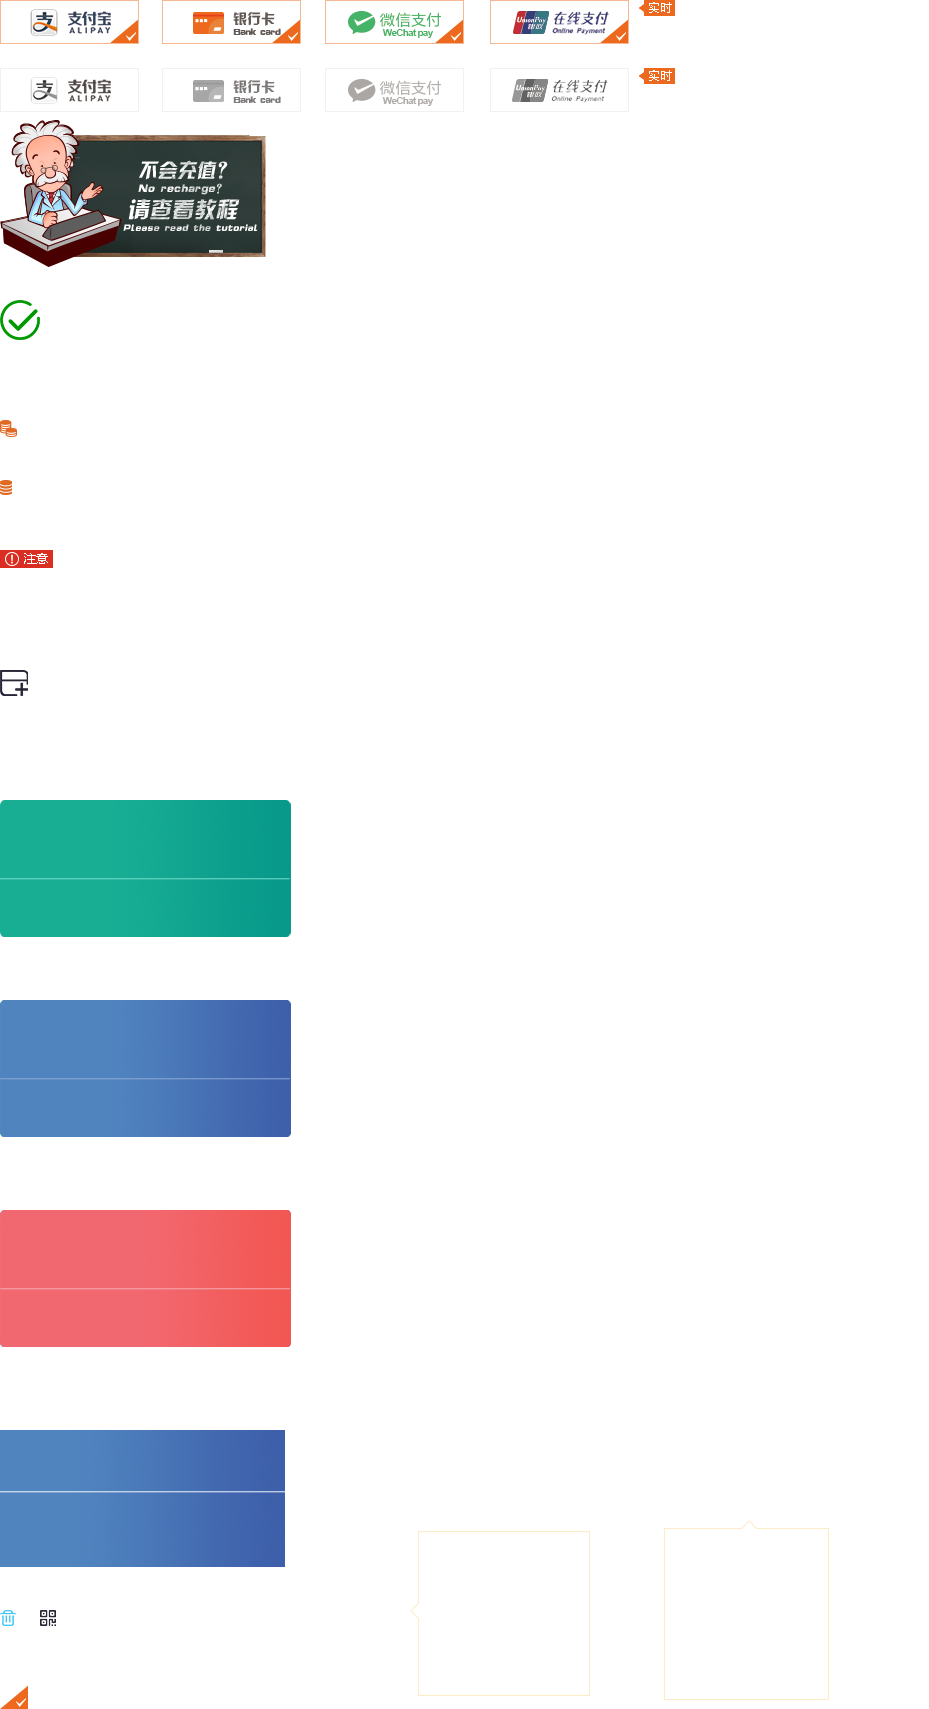 支付宝
ALIPAY
银行卡
Bank card
微信支付
WeChat pay
UnionPay
银联
在线支付
Online Payment
实时
支付宝
ALIPAY
银行卡
Bank card
微信支付
WeChat pay
UnionPay
银联
在线支付
Online Payment
实时
不会充值?
No recharge?
请查看教程
Please read the tutorial
注意